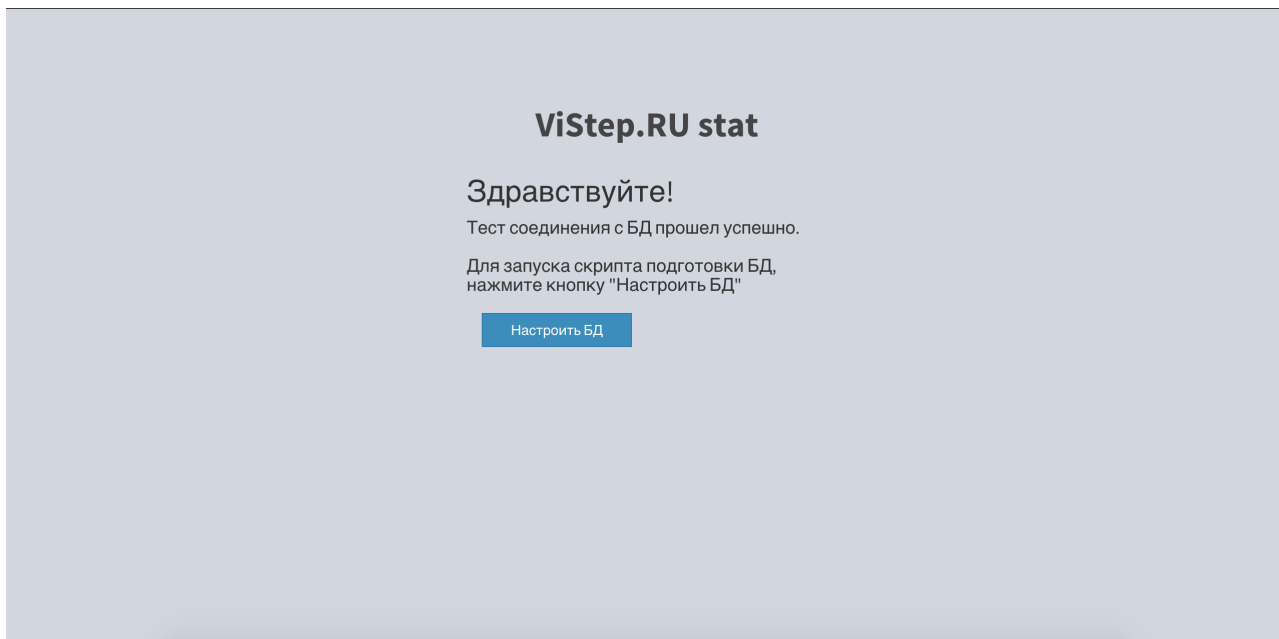 ViStep.RU stat
Здравствуйте!
Тест соединения с БД прошел успешно.
Для запуска скрипта подготовки БД,
нажмите кнопку "Настроить БД"
Настроить БД